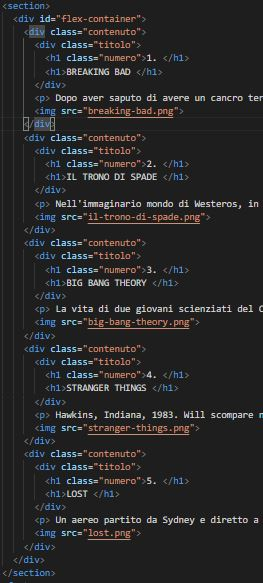 <section>
<div id="flex-container">
<div class="contenuto">
<div class="titolo">
<h1 class="numero">1. </h1>
<h1>BREAKING BAD </h1>
</div>
<p> Dopo aver saputo di avere un cancro
<img src="breaking-bad.png">
</div>
<div class="contenuto">
<div class="titolo">
<h1 class="numero">2. </h1>
<h1>IL TRONO DI SPADE </h1>
</div>
<p> Nell'immaginario mondo di Westeros, in
<img src="il-trono-di-spade.png">
</div>
<div class="contenuto">
<div class="titolo">
<h1 class="numero">3. </h1>
<h1>BIG BANG THEORY </h1>
</div>
<p> La vita di due giovani scienziati del
<img src="big-bang-theory.png">
</div>
<div class="contenuto">
<div class="titolo">
<h1 class="numero">4. </h1>
<h1>STRANGER THINGS </h1>
</div>
<p> Hawkins, Indiana, 1983. Will scompare
<img src="stranger-things.png">
</div>
<div class="contenuto">
<div class="titolo">
<h1 class="numero">5. </h1>
<h1>LOST </h1>
</div>
<p> Un aereo partito da Sydney e diretto a
<img src="lost.png">
</div>
</div>
</section>